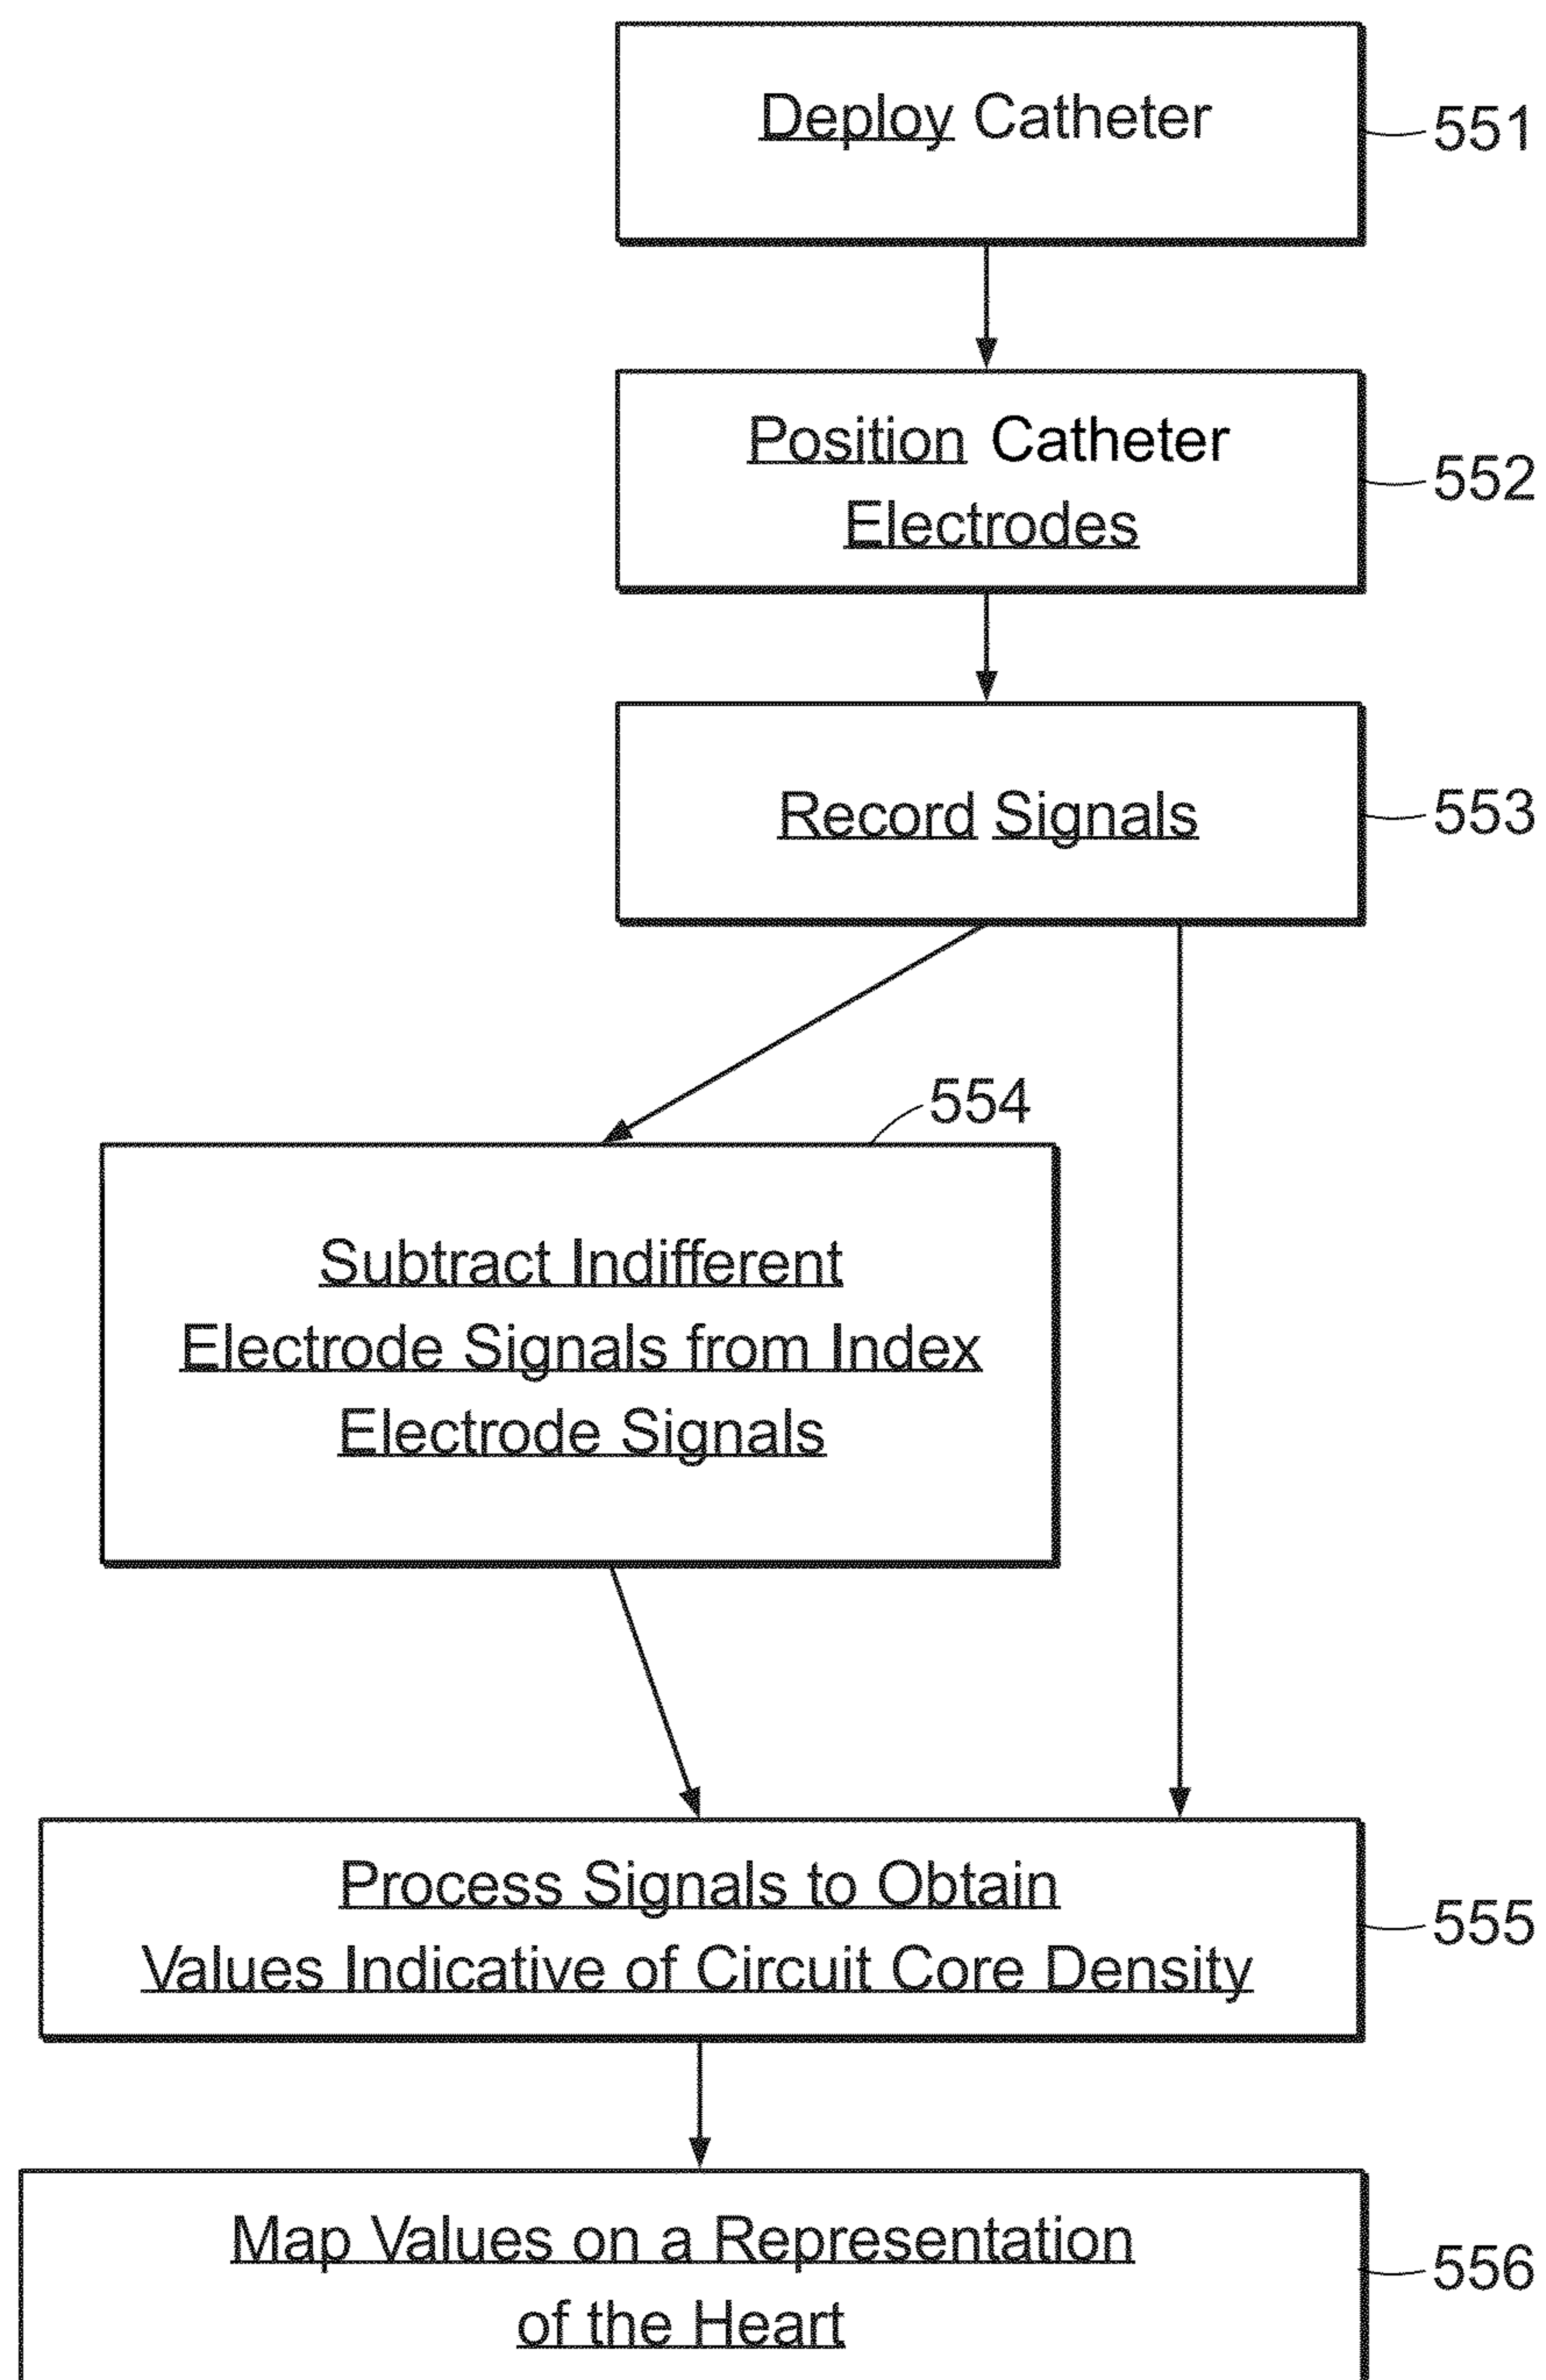 Deploy Catheter
551
Position Catheter
Electrodes
552
Record Signals
553
554
Subtract Indifferent
Electrode Signals from Index
Electrode Signals
Process Signals to Obtain
Values Indicative of Circuit Core Density
555
Map Values on a Representation
of the Heart
556